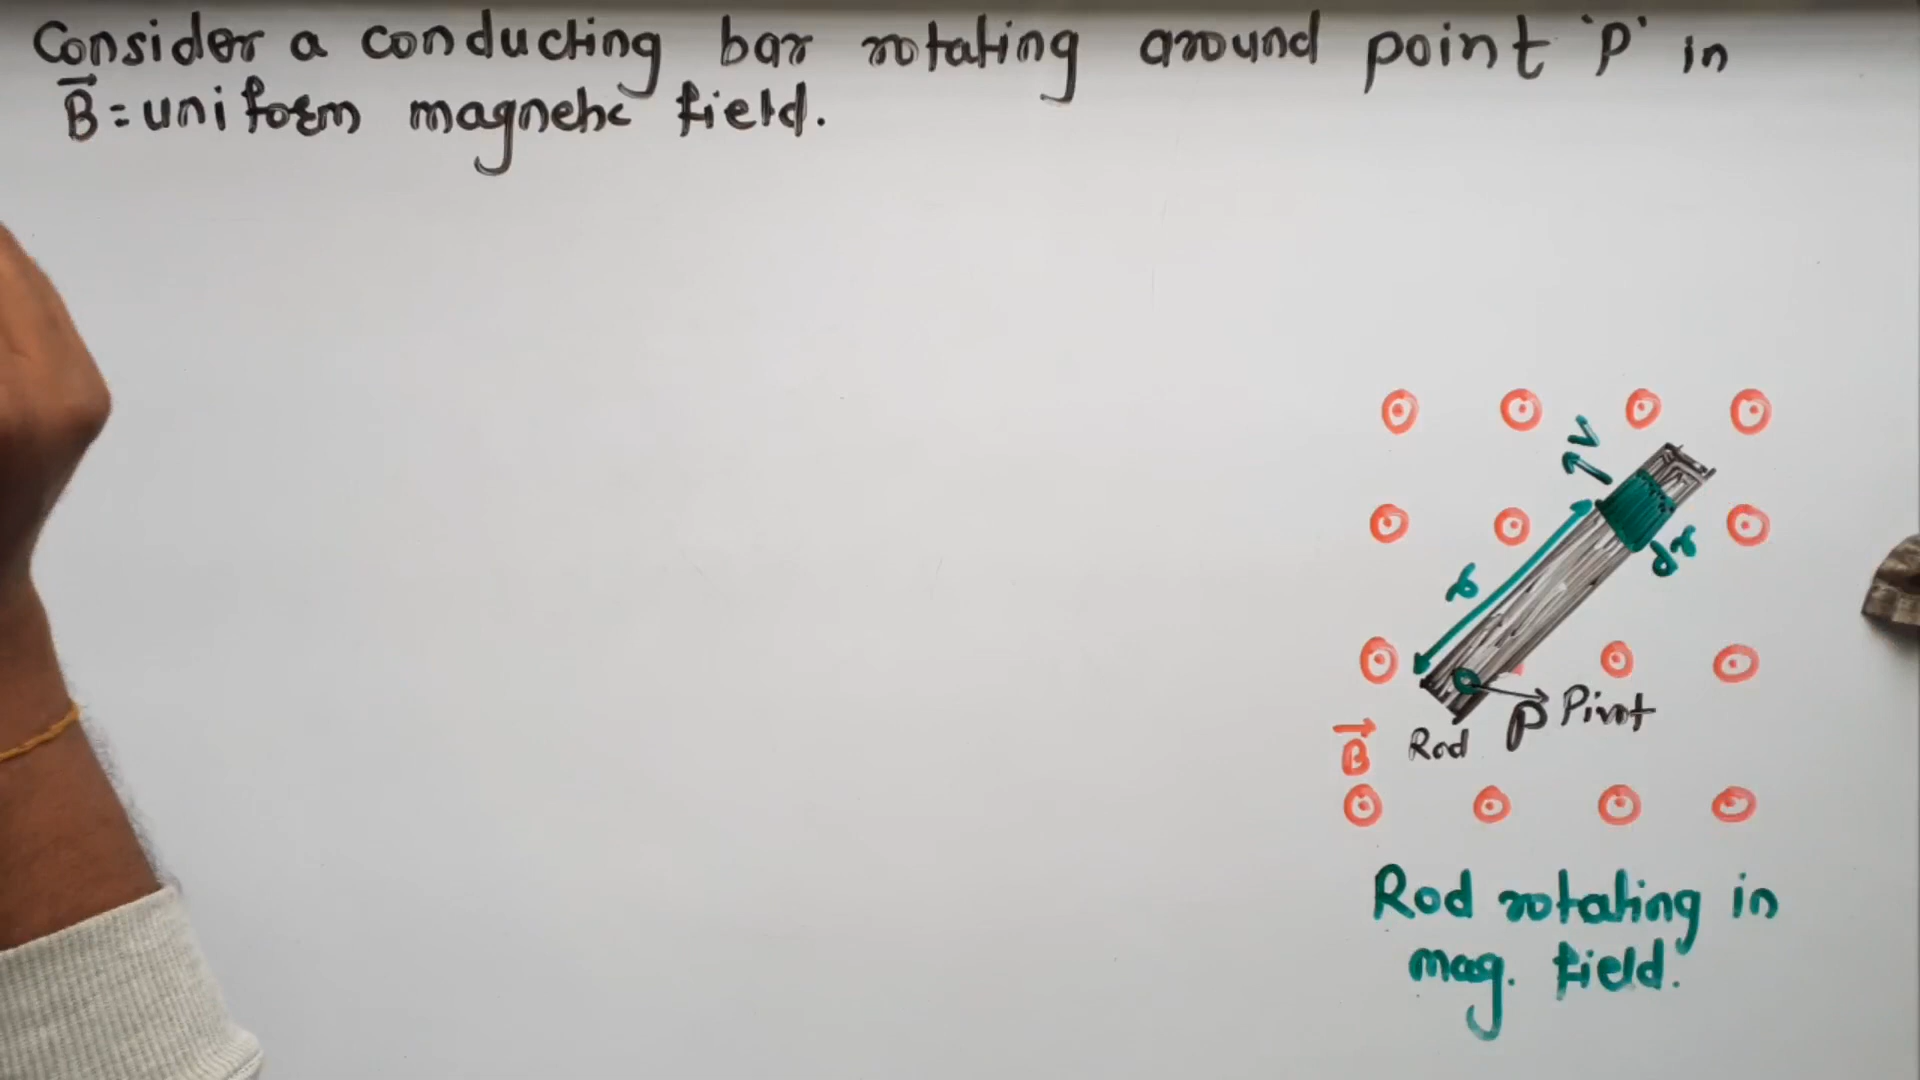 Consider a conducting bar rotating around point 'P' in
B⃗ = uniform magnetic field.
V
r
dr
P Pivot
Rod
B⃗
Rod rotating in
mag. field.